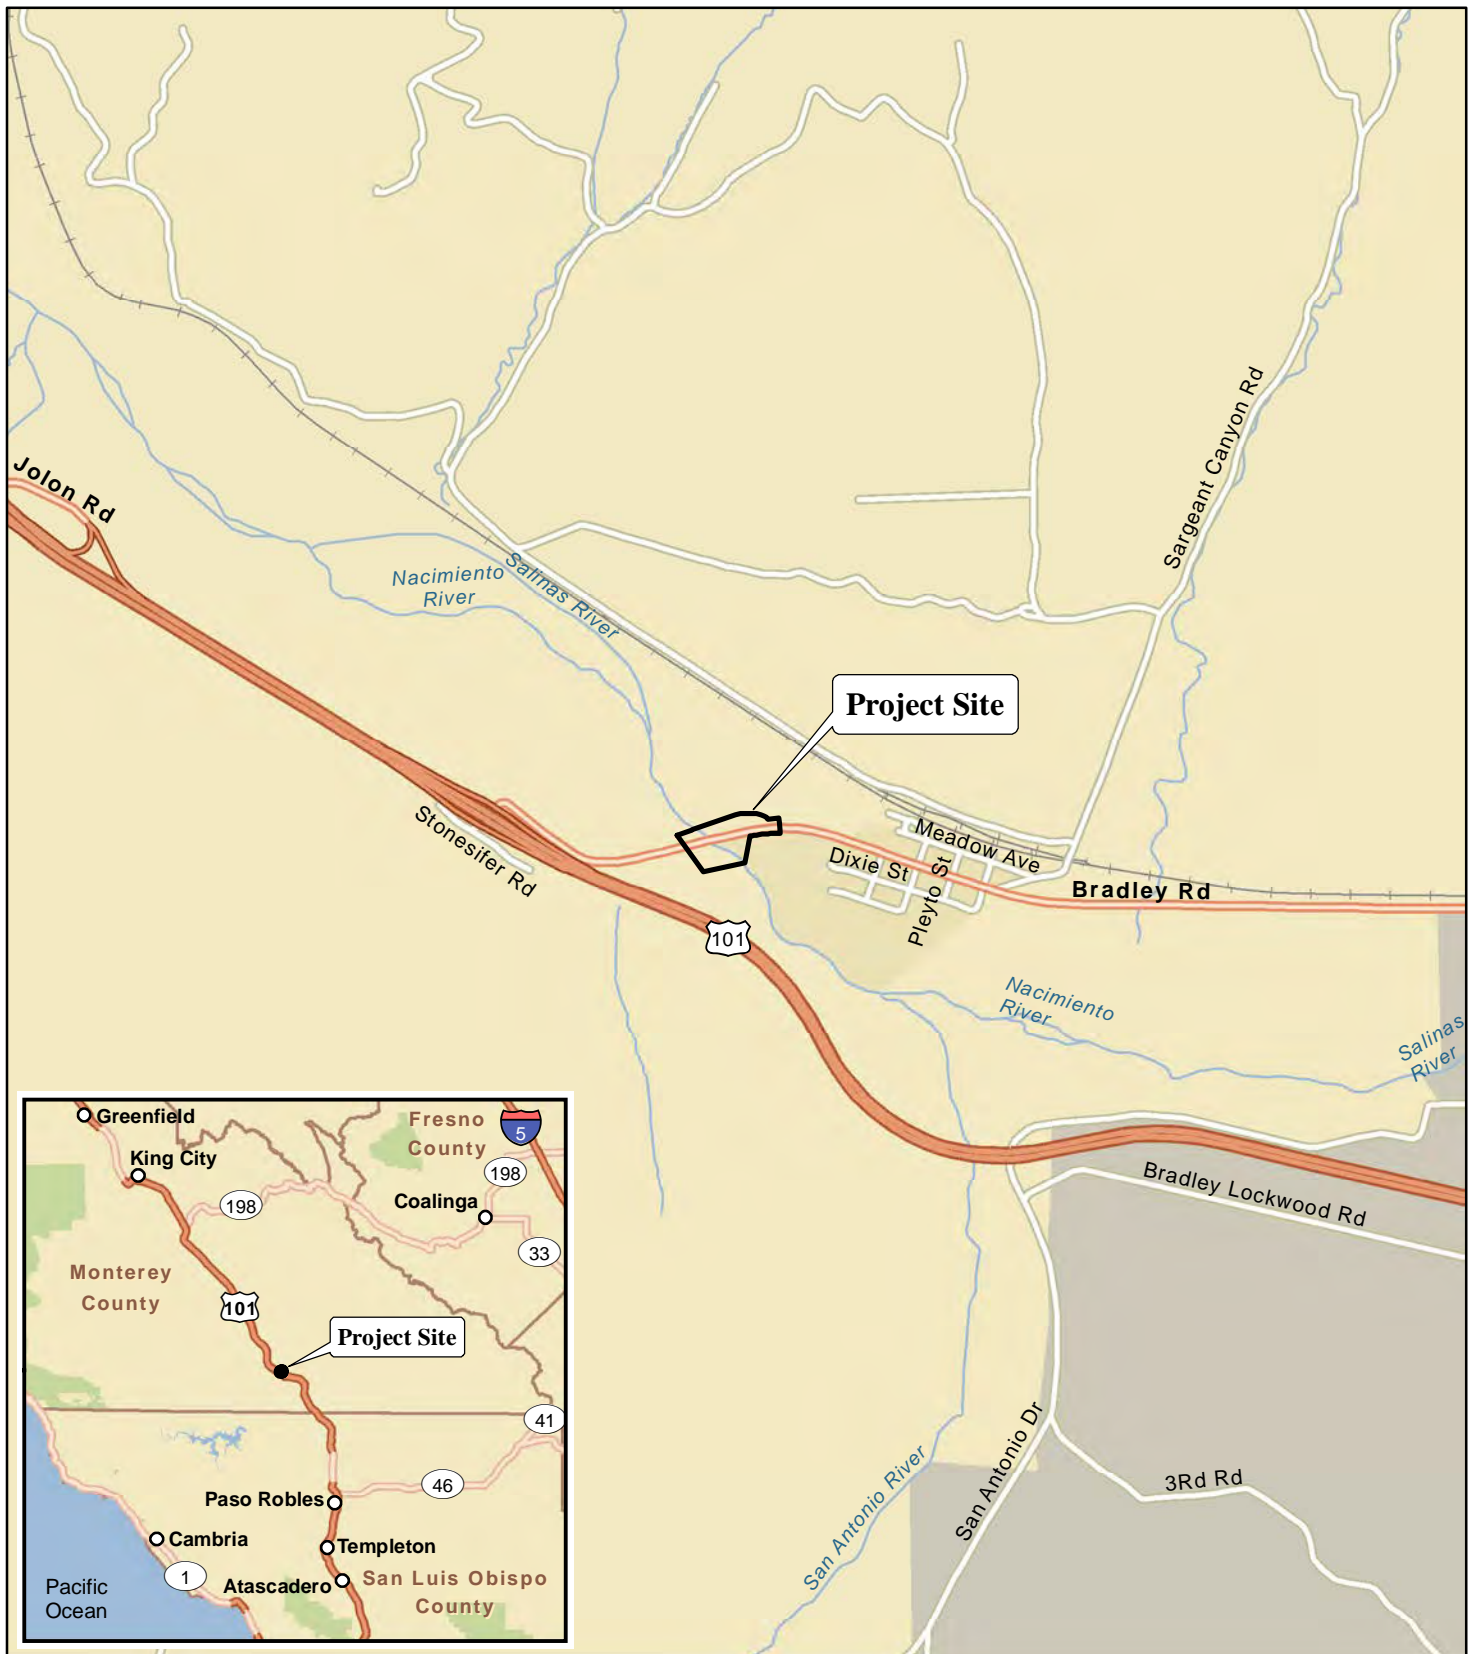 Jolon Rd
Sargeant Canyon Rd
Nacimiento
River
Salinas River
Project Site
Stonesifer Rd
Meadow Ave
Dixie St
Pleyto St
Bradley Rd
101
Nacimiento
River
Salinas
River
Bradley Lockwood Rd
San Antonio Dr
3Rd Rd
San Antonio River
Greenfield
Fresno
County
5
King City
198
198
Coalinga
33
Monterey
County
101
Project Site
41
46
Paso Robles
Cambria
Templeton
1
Atascadero
San Luis Obispo
County
Pacific
Ocean